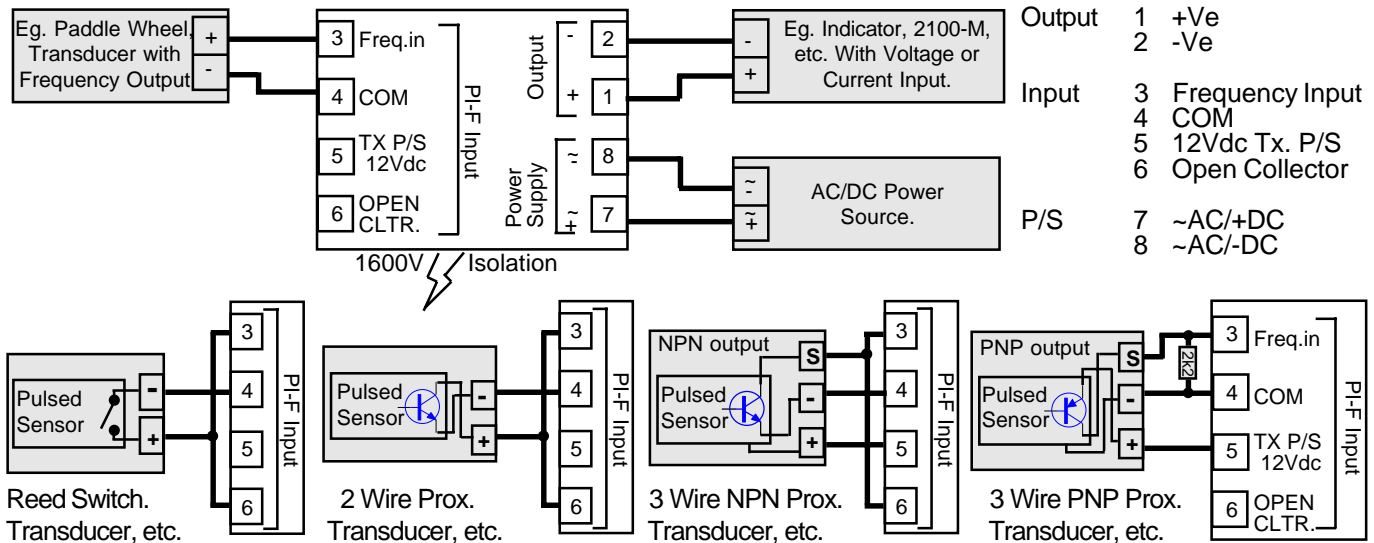 Eg. Paddle Wheel,
Transducer with
Frequency Output
+
-
3 Freq.in
4 COM
5 TX P/S
12Vdc
6 OPEN
CLTR.
PI-F Input
Output
- 2
+ 1
Power
Supply
~
- 8
~
+ 7
-
+
Eg. Indicator, 2100-M,
etc. With Voltage or
Current Input.
~
-
~
+
AC/DC Power
Source.
1600V Isolation
Output 1 +Ve
2 -Ve
Input 3 Frequency Input
4 COM
5 12Vdc Tx. P/S
6 Open Collector
P/S 7 ~AC/+DC
8 ~AC/-DC
Pulsed
Sensor
-
+
3
4
5
6
PI-F Input
Reed Switch.
Transducer, etc.
Pulsed
Sensor
-
+
3
4
5
6
PI-F Input
2 Wire Prox.
Transducer, etc.
NPN output
Pulsed
Sensor
S
-
+
3
4
5
6
PI-F Input
3 Wire NPN Prox.
Transducer, etc.
PNP output
Pulsed
Sensor
S
-
+
2k2
3 Freq.in
4 COM
5 TX P/S
12Vdc
6 OPEN
CLTR.
PI-F Input
3 Wire PNP Prox.
Transducer, etc.